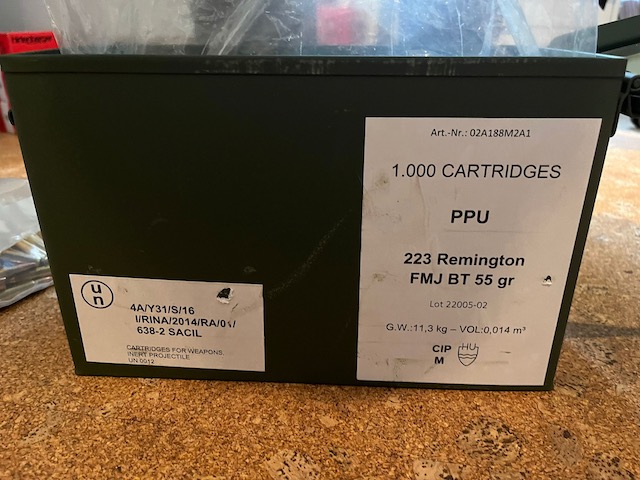 Art.-Nr.: 02A188M2A1
1.000 CARTRIDGES
PPU
223 Remington
FMJ BT 55 gr
Lot 22005-02
G.W.:11,3 kg – VOL:0,014 m³
CIP
M
HU
u
n
4A/Y31/S/16
I/RINA/2014/RA/01/
638-2 SACIL
CARTRIDGES FOR WEAPONS,
INERT PROJECTILE
UN 0012